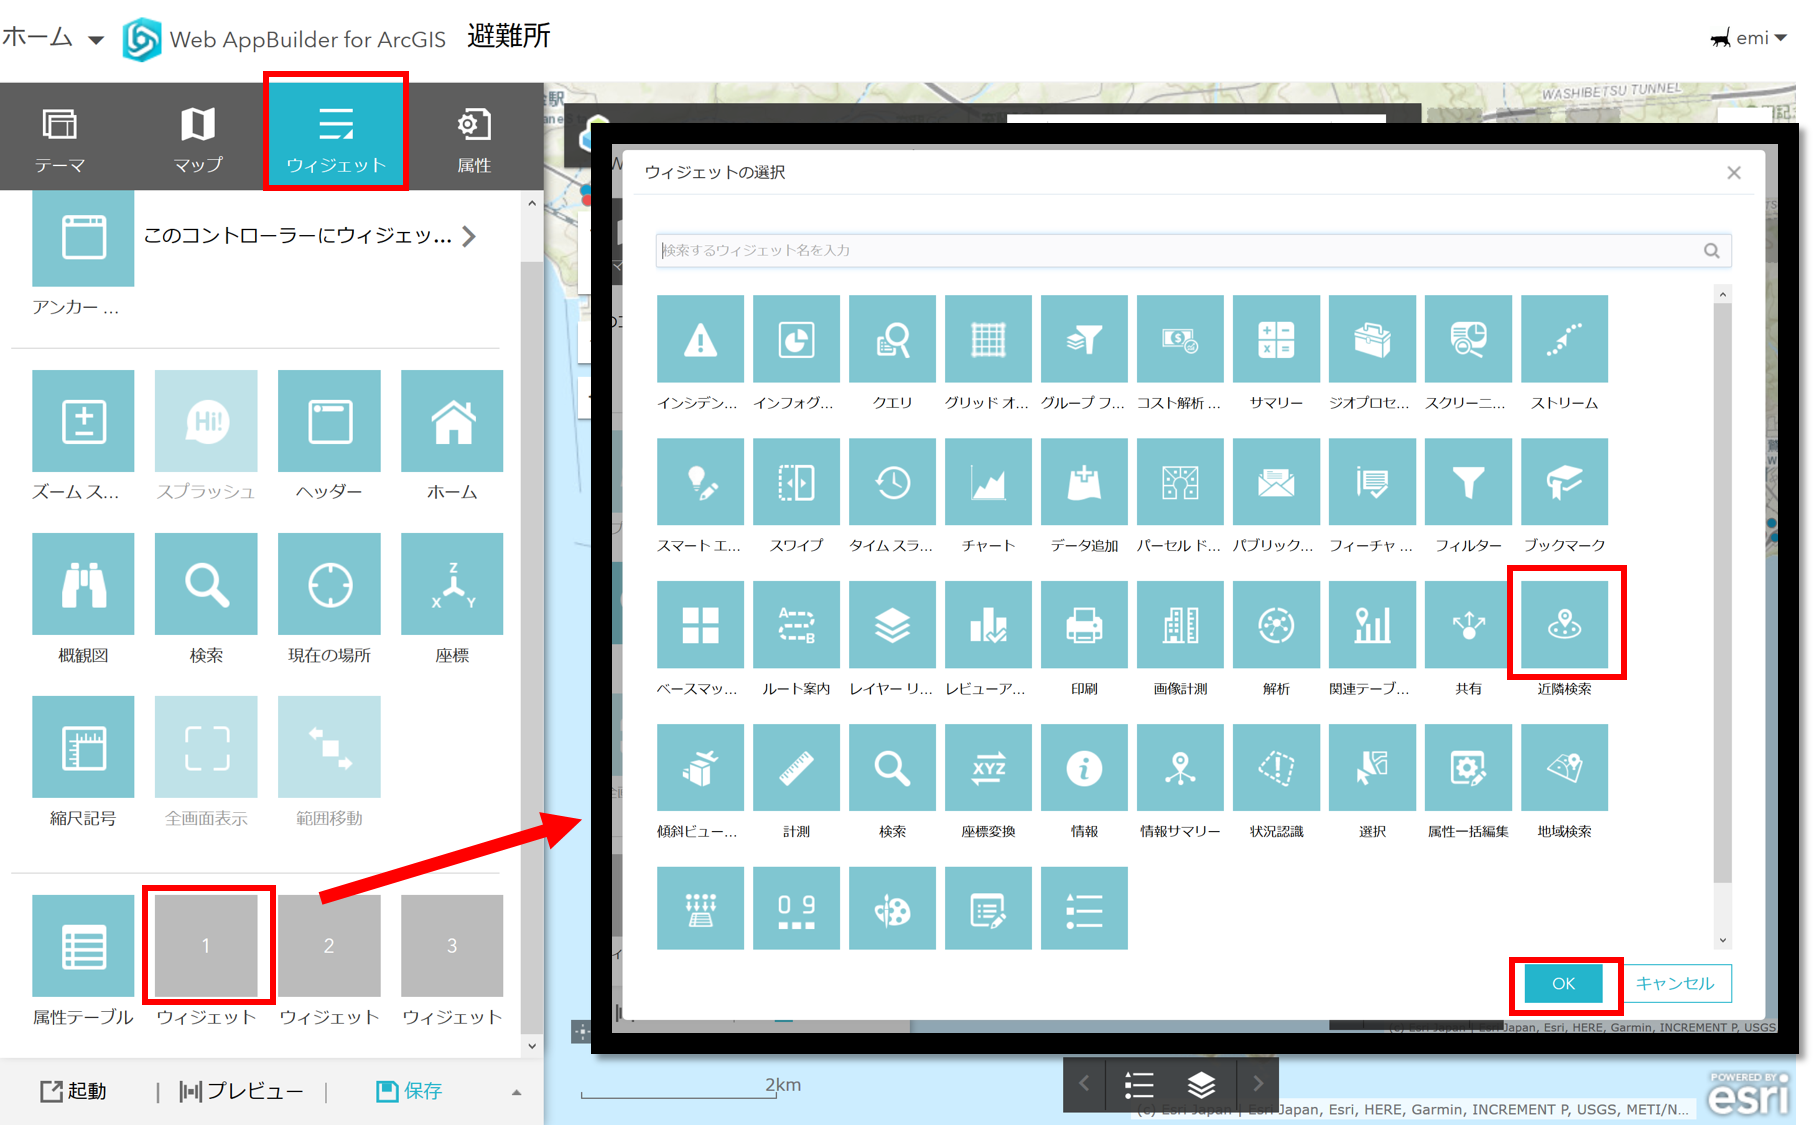 ホーム
Web AppBuilder for ArcGIS
避難所
emi
テーマ
マップ
ウィジェット
属性
このコントローラーにウィジェッ...
アンカー ...
ズーム ス...
スプラッシュ
Hi!
ヘッダー
ホーム
概観図
検索
現在の場所
座標
Z
X
Y
縮尺記号
全画面表示
範囲移動
1
2
3
属性テーブル
ウィジェット
ウィジェット
ウィジェット
起動
プレビュー
保存
WASHIBETSU TUNNEL
ウィジェットの選択
検索するウィジェット名を入力
インシデン...
インフォグ...
クエリ
グリッド オ...
グループ フ...
コスト解析 ...
サマリー
ジオプロセ...
スクリーニ...
ストリーム
スマート エ...
スワイプ
タイム スラ...
チャート
データ追加
パーセル ド...
パブリック...
フィーチャ ...
フィルター
ブックマーク
A
B
ベースマッ...
ルート案内
レイヤー リ...
レビューア...
印刷
画像計測
解析
関連テーブ...
共有
近隣検索
XYZ
傾斜ビュー...
計測
検索
座標変換
情報
情報サマリー
状況認識
選択
属性一括編集
地域検索
0 9
OK
キャンセル
(c) Esri Japan | Esri Japan, Esri, HERE, Garmin, INCREMENT P, USGS
2km
(c) Esri Japan | Esri Japan, Esri, HERE, Garmin, INCREMENT P, USGS, METI/N...
POWERED BY
esri